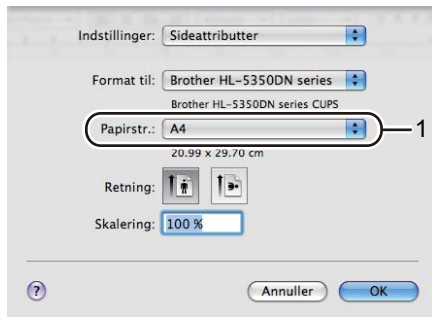 Indstillinger: Sideattributter
Format til: Brother HL-5350DN series
Brother HL-5350DN series CUPS
Papirstr.: A4 1
20.99 x 29.70 cm
Retning:
Skalering: 100 %
? Annuller OK